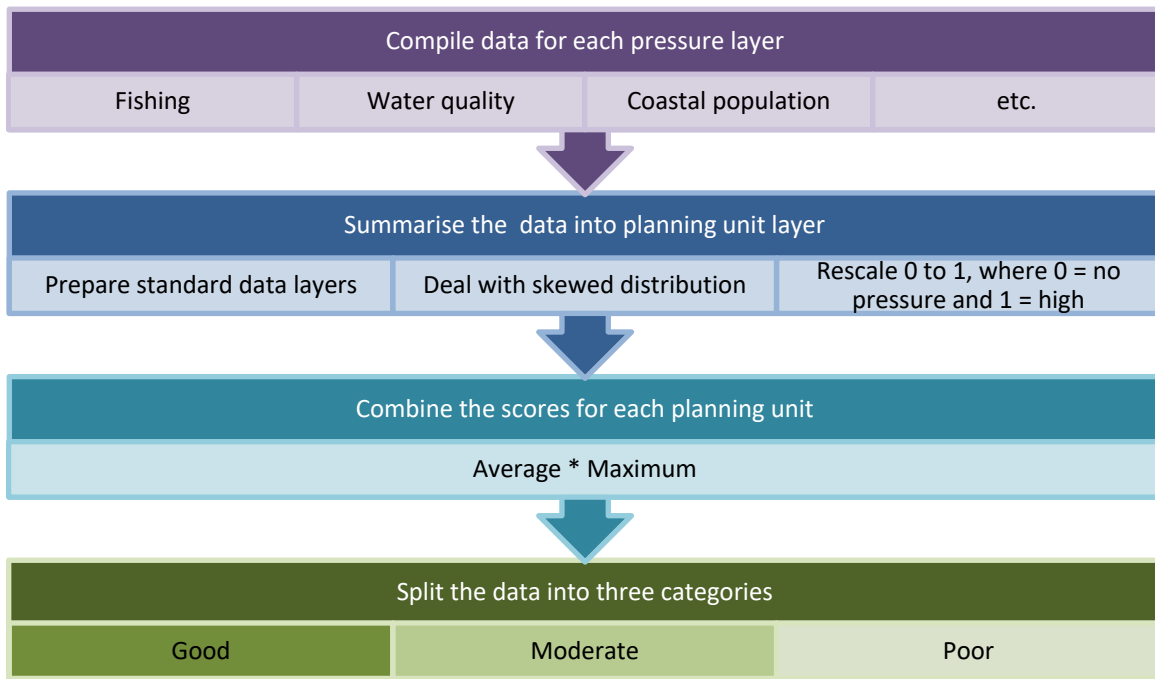 Compile data for each pressure layer
Fishing
Water quality
Coastal population
etc.
Summarise the  data into planning unit layer
Prepare standard data layers
Deal with skewed distribution
Rescale 0 to 1, where 0 = no
pressure and 1 = high
Combine the scores for each planning unit
Average * Maximum
Split the data into three categories
Good
Moderate
Poor